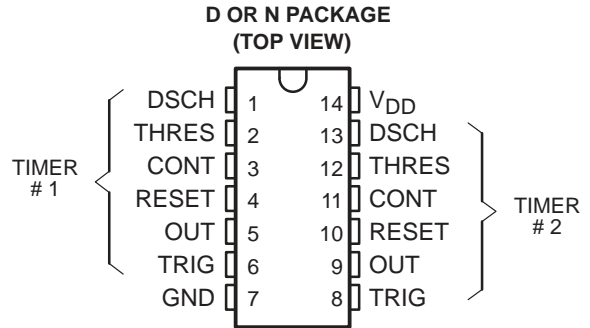 D OR N PACKAGE
(TOP VIEW)
DSCH 1 14 VDD
THRES 2 13 DSCH
CONT 3 12 THRES
RESET 4 11 CONT
OUT 5 10 RESET
TRIG 6 9 OUT
GND 7 8 TRIG
TIMER
# 1
TIMER
# 2